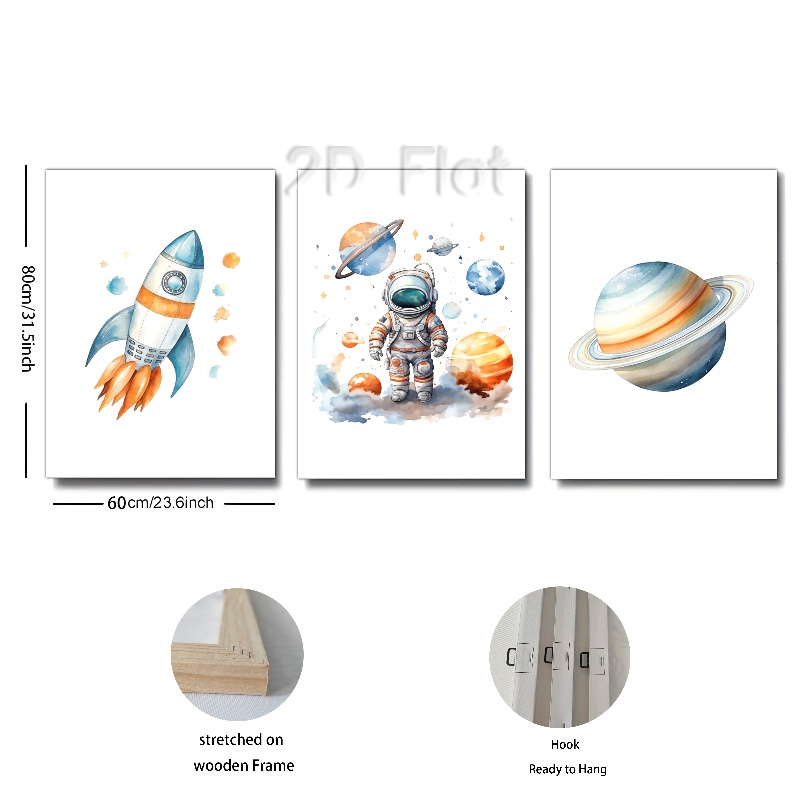 2D Flat
80cm/31.5inch
60cm/23.6inch
stretched on
wooden Frame
Hook
Ready to Hang